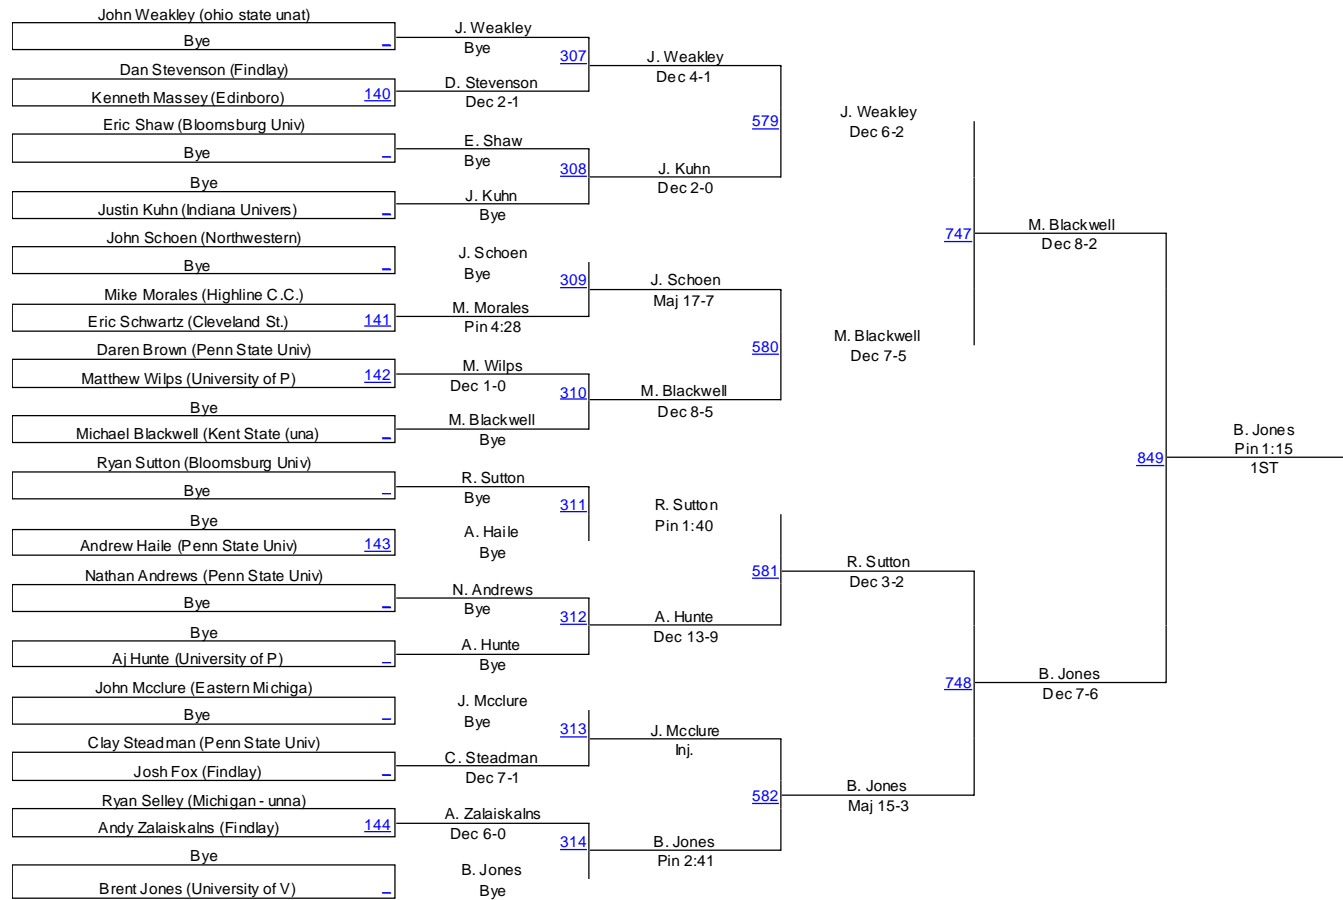 John Weakley (ohio state unat)
Bye
Dan Stevenson (Findlay)
Kenneth Massey (Edinboro) 140
Eric Shaw (Bloomsburg Univ)
Bye
Bye
Justin Kuhn (Indiana Univers)
John Schoen (Northwestern)
Bye
Mike Morales (Highline C.C.)
Eric Schwartz (Cleveland St.) 141
Daren Brown (Penn State Univ)
Matthew Wilps (University of P) 142
Bye
Michael Blackwell (Kent State (una)
Ryan Sutton (Bloomsburg Univ)
Bye
Bye
Andrew Haile (Penn State Univ) 143
Nathan Andrews (Penn State Univ)
Bye
Bye
Aj Hunte (University of P)
John Mcclure (Eastern Michiga)
Bye
Clay Steadman (Penn State Univ)
Josh Fox (Findlay)
Ryan Selley (Michigan - unna)
Andy Zalaiskalns (Findlay) 144
Bye
Brent Jones (University of V)
J. Weakley
Bye
307
D. Stevenson
Dec 2-1
E. Shaw
Bye
308
J. Kuhn
Bye
J. Schoen
Bye
309
M. Morales
Pin 4:28
M. Wilps
Dec 1-0
310
M. Blackwell
Bye
R. Sutton
Bye
311
A. Haile
Bye
N. Andrews
Bye
312
A. Hunte
Bye
J. Mcclure
Bye
313
C. Steadman
Dec 7-1
A. Zalaiskalns
Dec 6-0
314
B. Jones
Bye
J. Weakley
Dec 4-1
579
J. Kuhn
Dec 2-0
J. Schoen
Maj 17-7
580
M. Blackwell
Dec 8-5
R. Sutton
Pin 1:40
581
A. Hunte
Dec 13-9
J. Mcclure
Inj.
582
B. Jones
Pin 2:41
J. Weakley
Dec 6-2
747
M. Blackwell
Dec 7-5
R. Sutton
Dec 3-2
748
B. Jones
Maj 15-3
M. Blackwell
Dec 8-2
849
B. Jones
Dec 7-6
B. Jones
Pin 1:15
1ST